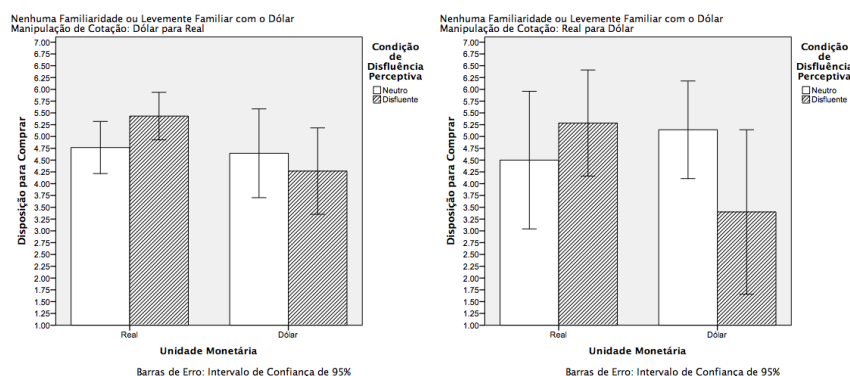 Nenhuma Familiaridade ou Levemente Familiar com o Dólar
Manipulação de Cotação: Dólar para Real
7.00
6.75
6.50
6.25
6.00
5.75
5.50
5.25
5.00
4.75
4.50
4.25
4.00
3.75
3.50
3.25
3.00
2.75
2.50
2.25
2.00
1.75
1.50
1.25
1.00
Disposição para Comprar
Real
Dólar
Unidade Monetária
Barras de Erro: Intervalo de Confiança de 95%
Condição
de
Disfluência
Perceptiva
Neutro
Disfluente
Nenhuma Familiaridade ou Levemente Familiar com o Dólar
Manipulação de Cotação: Real para Dólar
7.00
6.75
6.50
6.25
6.00
5.75
5.50
5.25
5.00
4.75
4.50
4.25
4.00
3.75
3.50
3.25
3.00
2.75
2.50
2.25
2.00
1.75
1.50
1.25
1.00
Disposição para Comprar
Real
Dólar
Unidade Monetária
Barras de Erro: Intervalo de Confiança de 95%
Condição
de
Disfluência
Perceptiva
Neutro
Disfluente